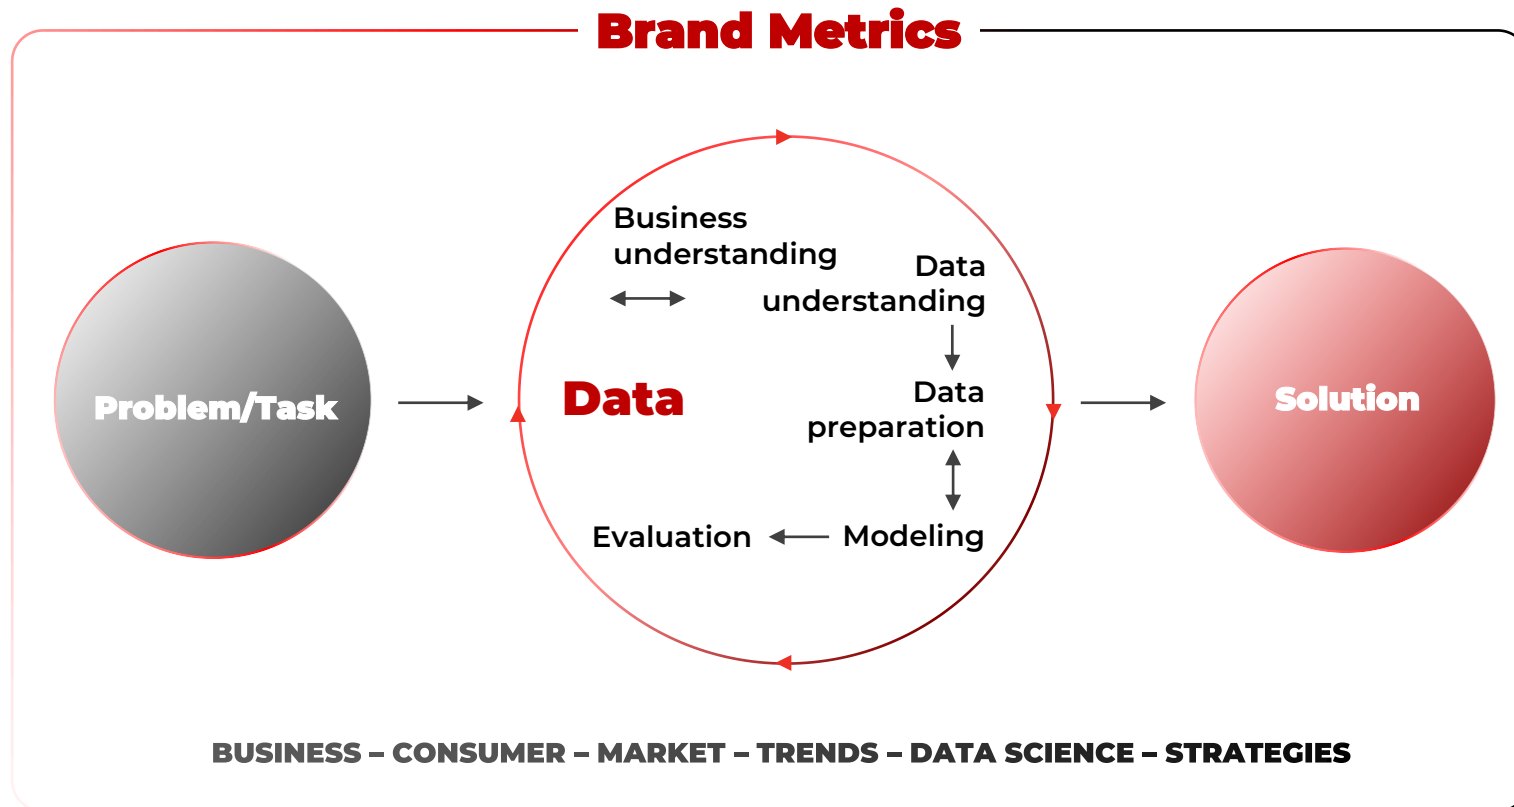 Brand Metrics
Business
understanding
Data
understanding
Problem/Task
Data
Data
preparation
Solution
Evaluation
Modeling
BUSINESS – CONSUMER – MARKET – TRENDS – DATA SCIENCE – STRATEGIES